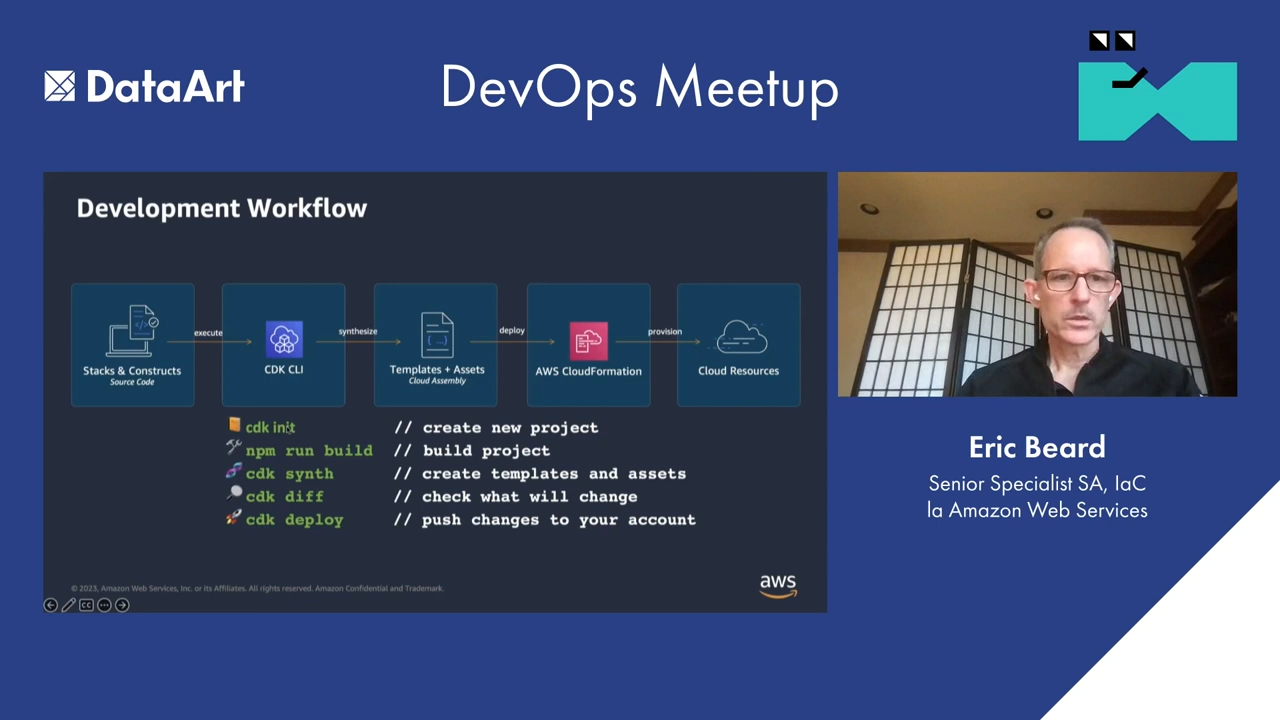 DataArt
DevOps Meetup
Development Workflow
execute
synthesize
deploy
provision
Stacks & Constructs
Source Code
CDK CLI
Templates + Assets
Cloud Assembly
AWS CloudFormation
Cloud Resources
cdk init // create new project
npm run build // build project
cdk synth // create templates and assets
cdk diff // check what will change
cdk deploy // push changes to your account
© 2023, Amazon Web Services, Inc. or its Affiliates. All rights reserved. Amazon Confidential and Trademark.
aws
CC
Eric Beard
Senior Specialist SA, IaC
la Amazon Web Services